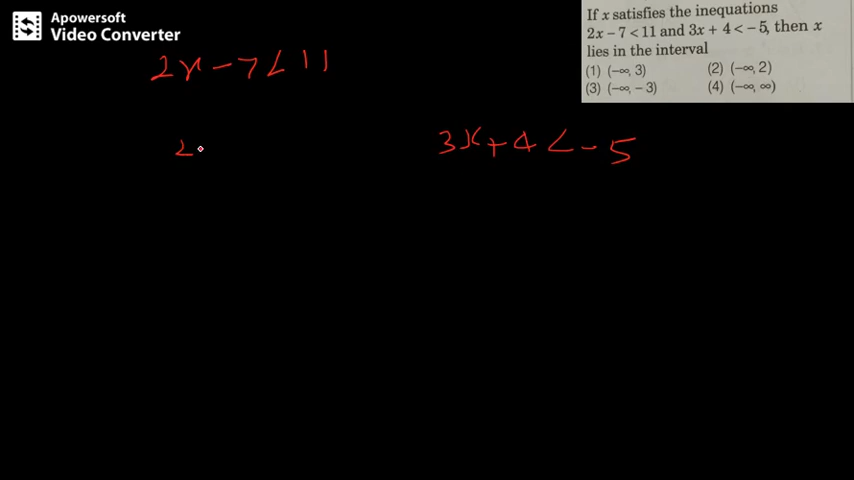 Apowersoft
Video Converter
If x satisfies the inequations
2x – 7 < 11 and 3x + 4 < – 5, then x
lies in the interval
(1) (–∞, 3) (2) (–∞, 2)
(3) (–∞, – 3) (4) (–∞, ∞)
2x – 7 < 11
3x + 4 < – 5
2